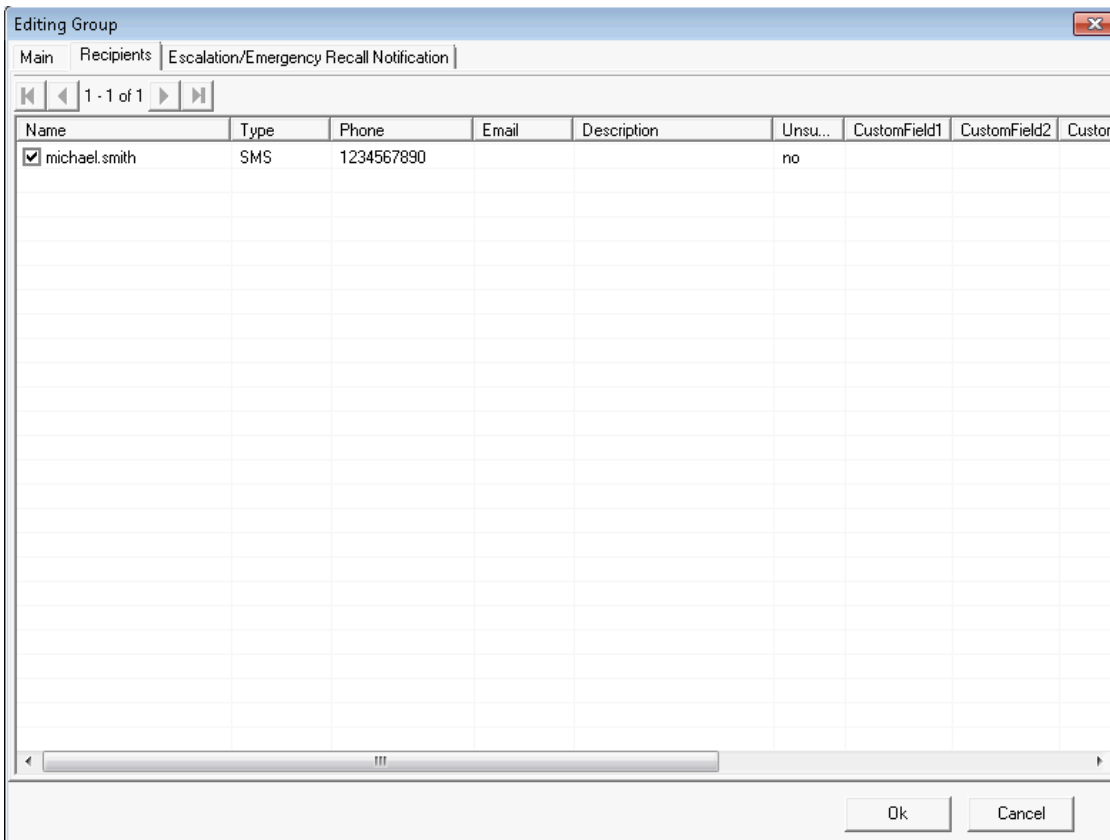 Editing Group
Main Recipients Escalation/Emergency Recall Notification
1 - 1 of 1
Name Type Phone Email Description Unsu... CustomField1 CustomField2 Custor
michael.smith SMS 1234567890 no
Ok Cancel